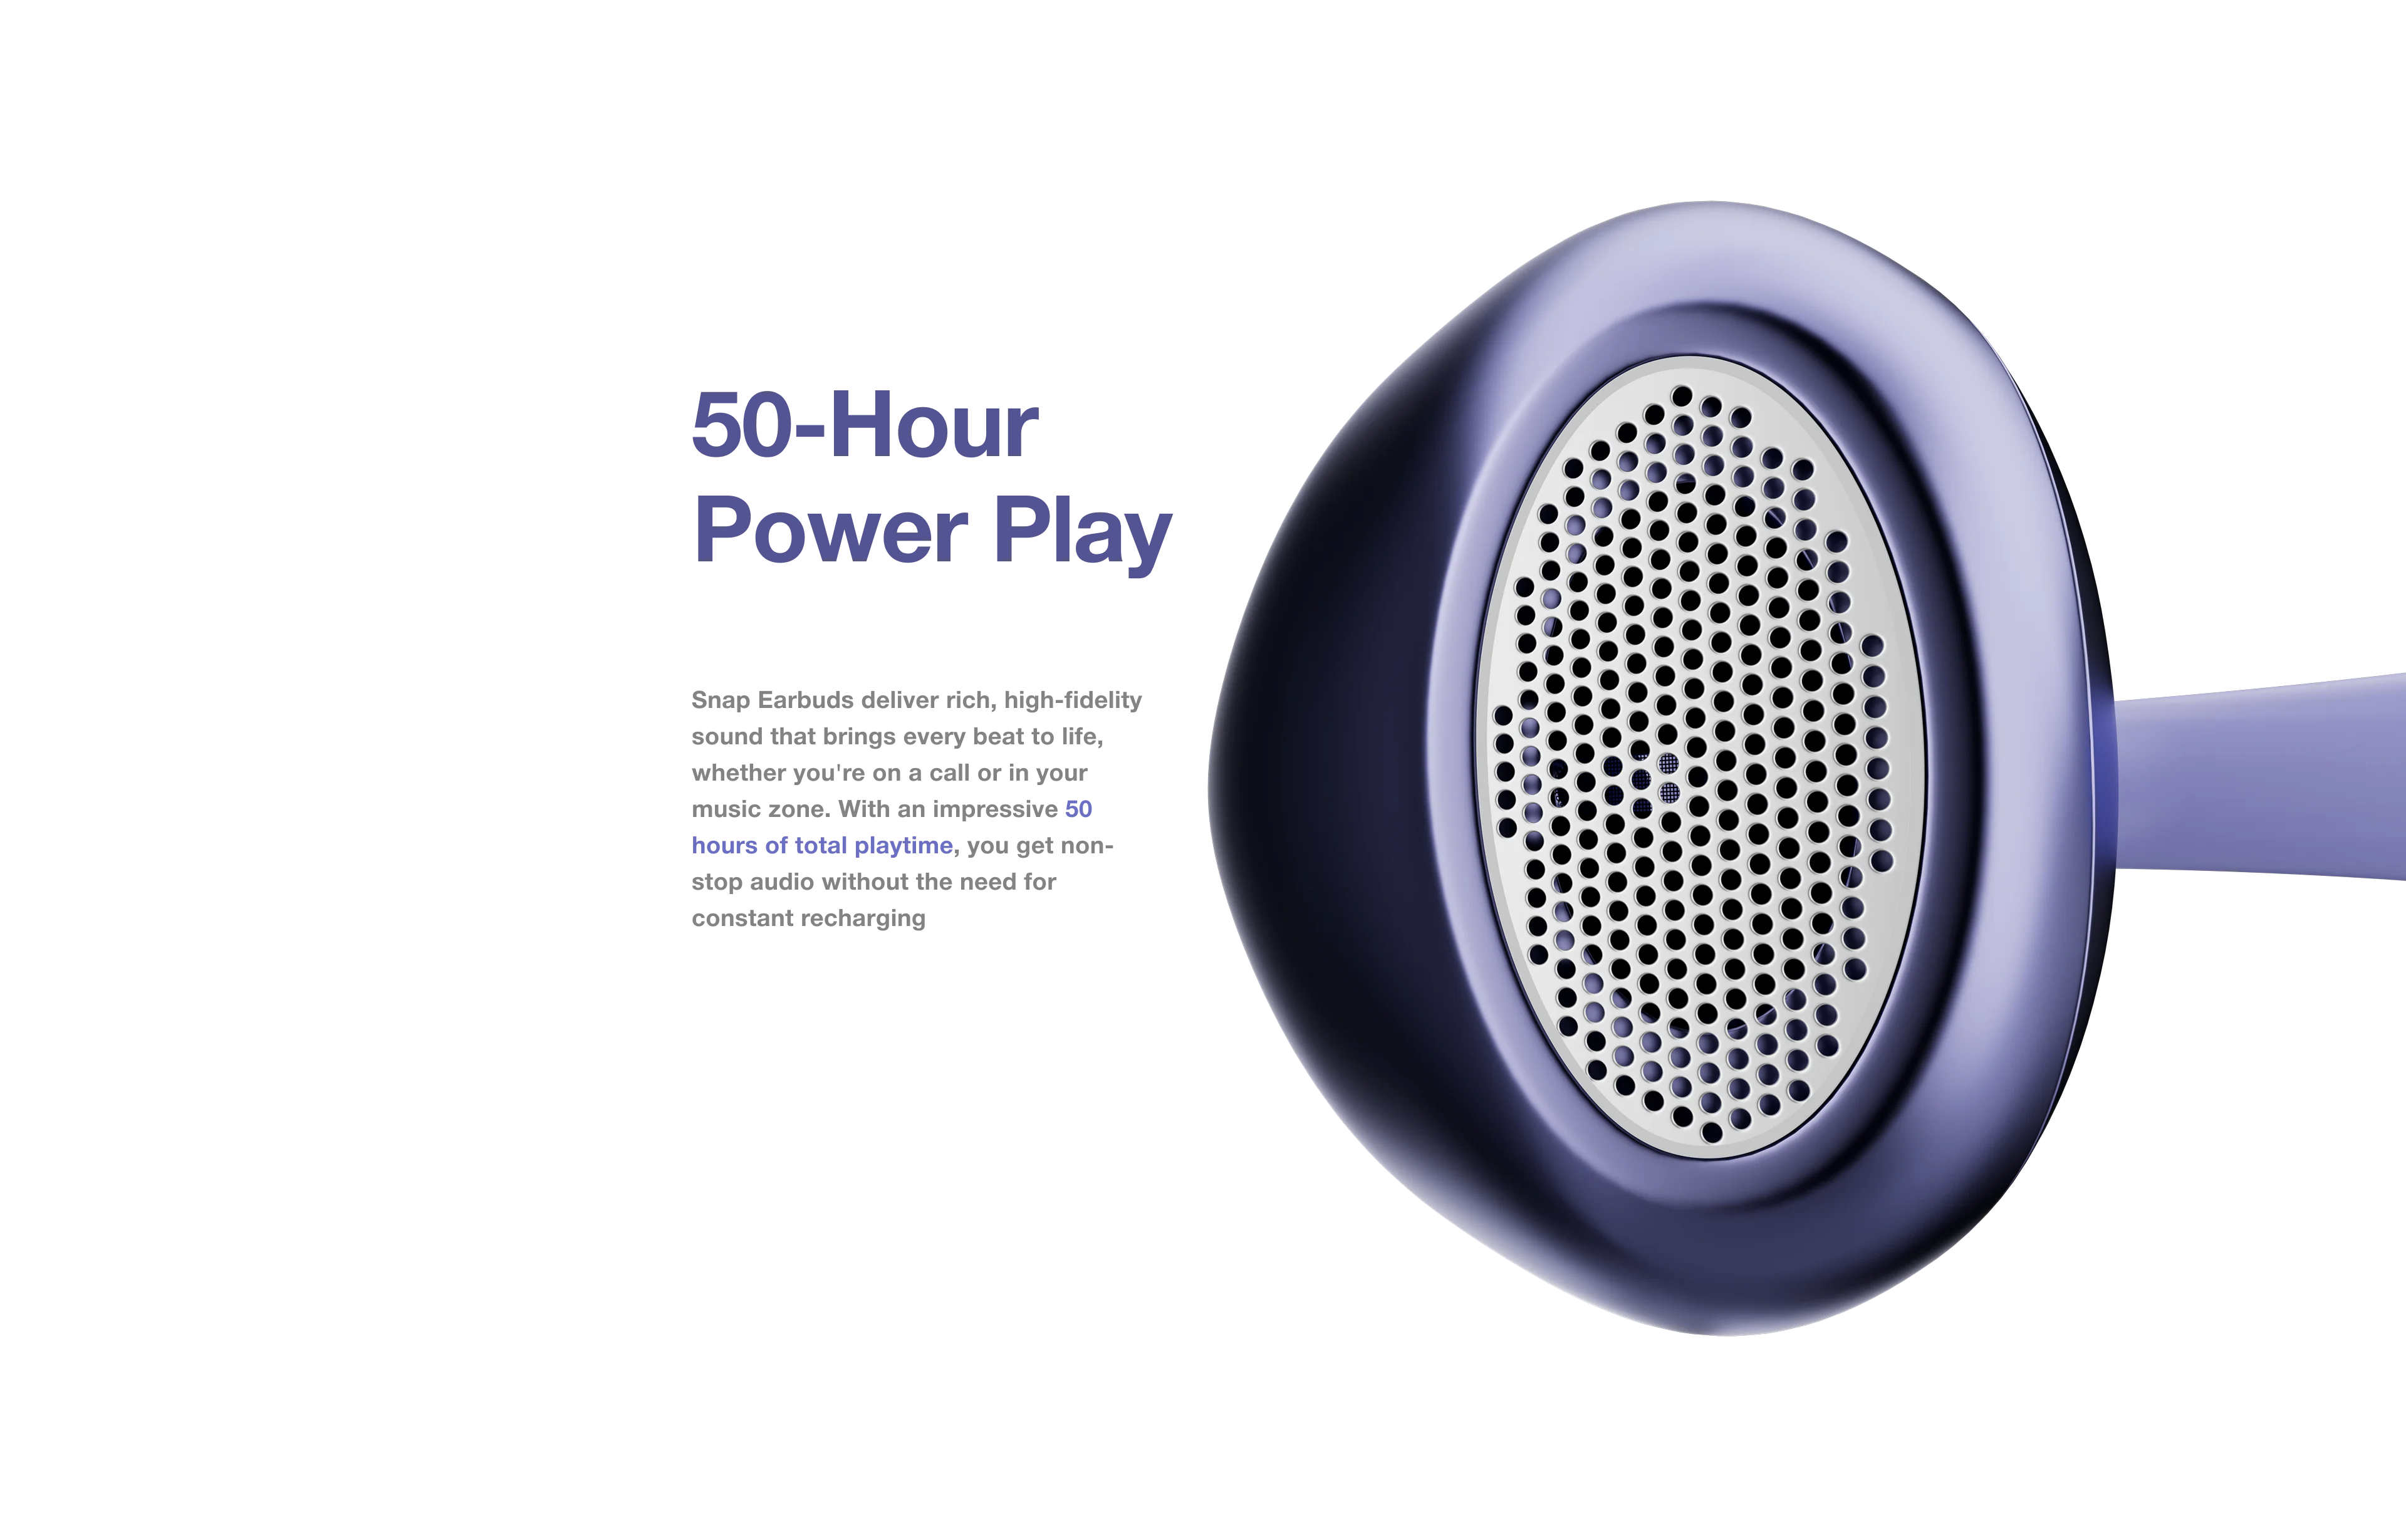 50-Hour
Power Play
Snap Earbuds deliver rich, high-fidelity
sound that brings every beat to life,
whether you're on a call or in your
music zone. With an impressive 50
hours of total playtime, you get non-
stop audio without the need for
constant recharging